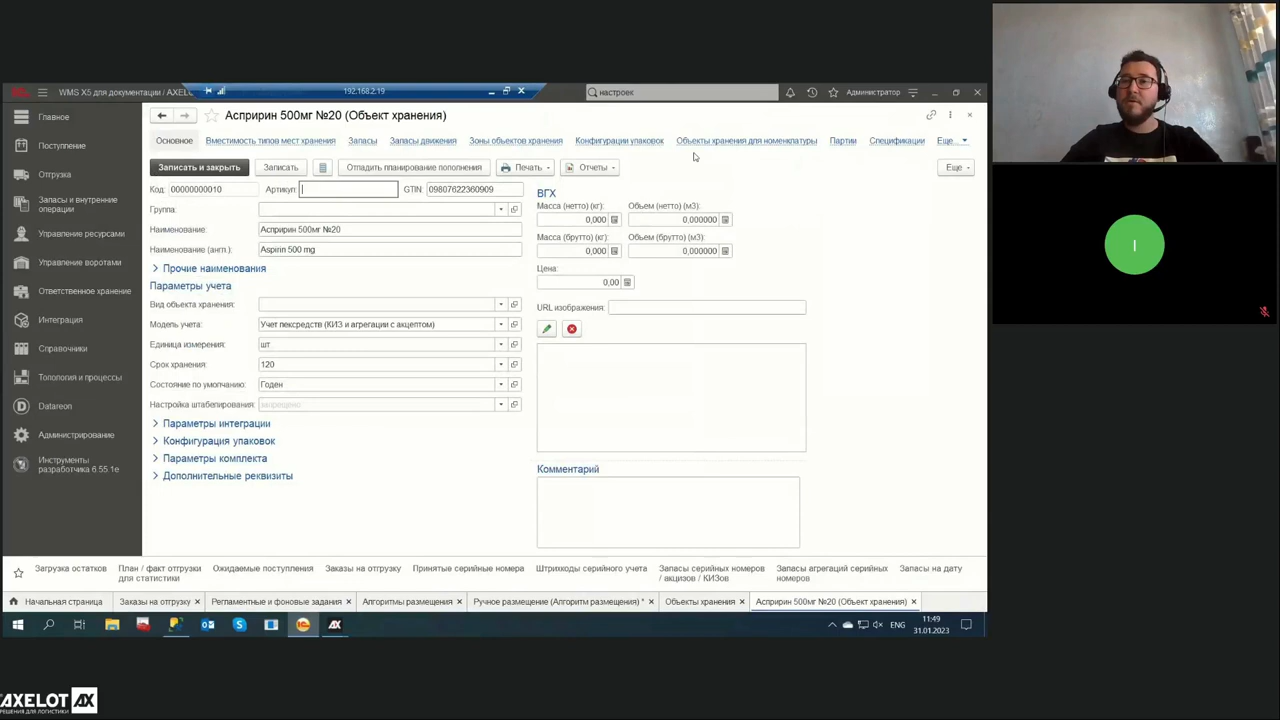 WMS X5 для документации / AXELO
192.168.2.19
настроек
Администратор
Главное
Поступление
Отгрузка
Запасы и внутренние
операции
Управление ресурсами
Управление воротами
Ответственное хранение
Интеграция
Справочники
Топология и процессы
Datareon
Администрирование
Инструменты
разработчика 6.55.1e
Аспририн 500мг №20 (Объект хранения)
Основное Вместимость типов мест хранения Запасы Запасы движения Зоны объектов хранения Конфигурации упаковок Объекты хранения для номенклатуры Партии Спецификации Еще
Записать и закрыть Записать Отладить планирование пополнения Печать Отчеты Еще
Код: 00000000010 Артикул: GTIN: 09807622360909
Группа:
Наименование: Аспририн 500мг №20
Наименование (англ.): Aspirin 500 mg
Прочие наименования
Параметры учета
Вид объекта хранения:
Модель учета: Учет лексредств (КИЗ и агрегации с акцептом)
Единица измерения: шт
Срок хранения: 120
Состояние по умолчанию: Годен
Настройка штабелирования: запрещено
Параметры интеграции
Конфигурация упаковок
Параметры комплекта
Дополнительные реквизиты
ВГХ
Масса (нетто) (кг): Объем (нетто) (м3):
0,000 0,000000
Масса (брутто) (кг): Объем (брутто) (м3):
0,000 0,000000
Цена:
0,00
URL изображения:
Комментарий
Загрузка остатков План / факт отгрузки Ожидаемые поступления Заказы на отгрузку Принятые серийные номера Штрихкоды серийного учета Запасы серийных номеров Запасы агрегаций серийных Запасы на дату
для статистики / акцизов / КИЗов номеров
Начальная страница Заказы на отгрузку Регламентные и фоновые задания Алгоритмы размещения Ручное размещение (Алгоритм размещения) * Объекты хранения Аспририн 500мг №20 (Объект хранения)
ENG
11:49
31.01.2023
I
AXELOT AX
РЕШЕНИЯ ДЛЯ ЛОГИСТИКИ